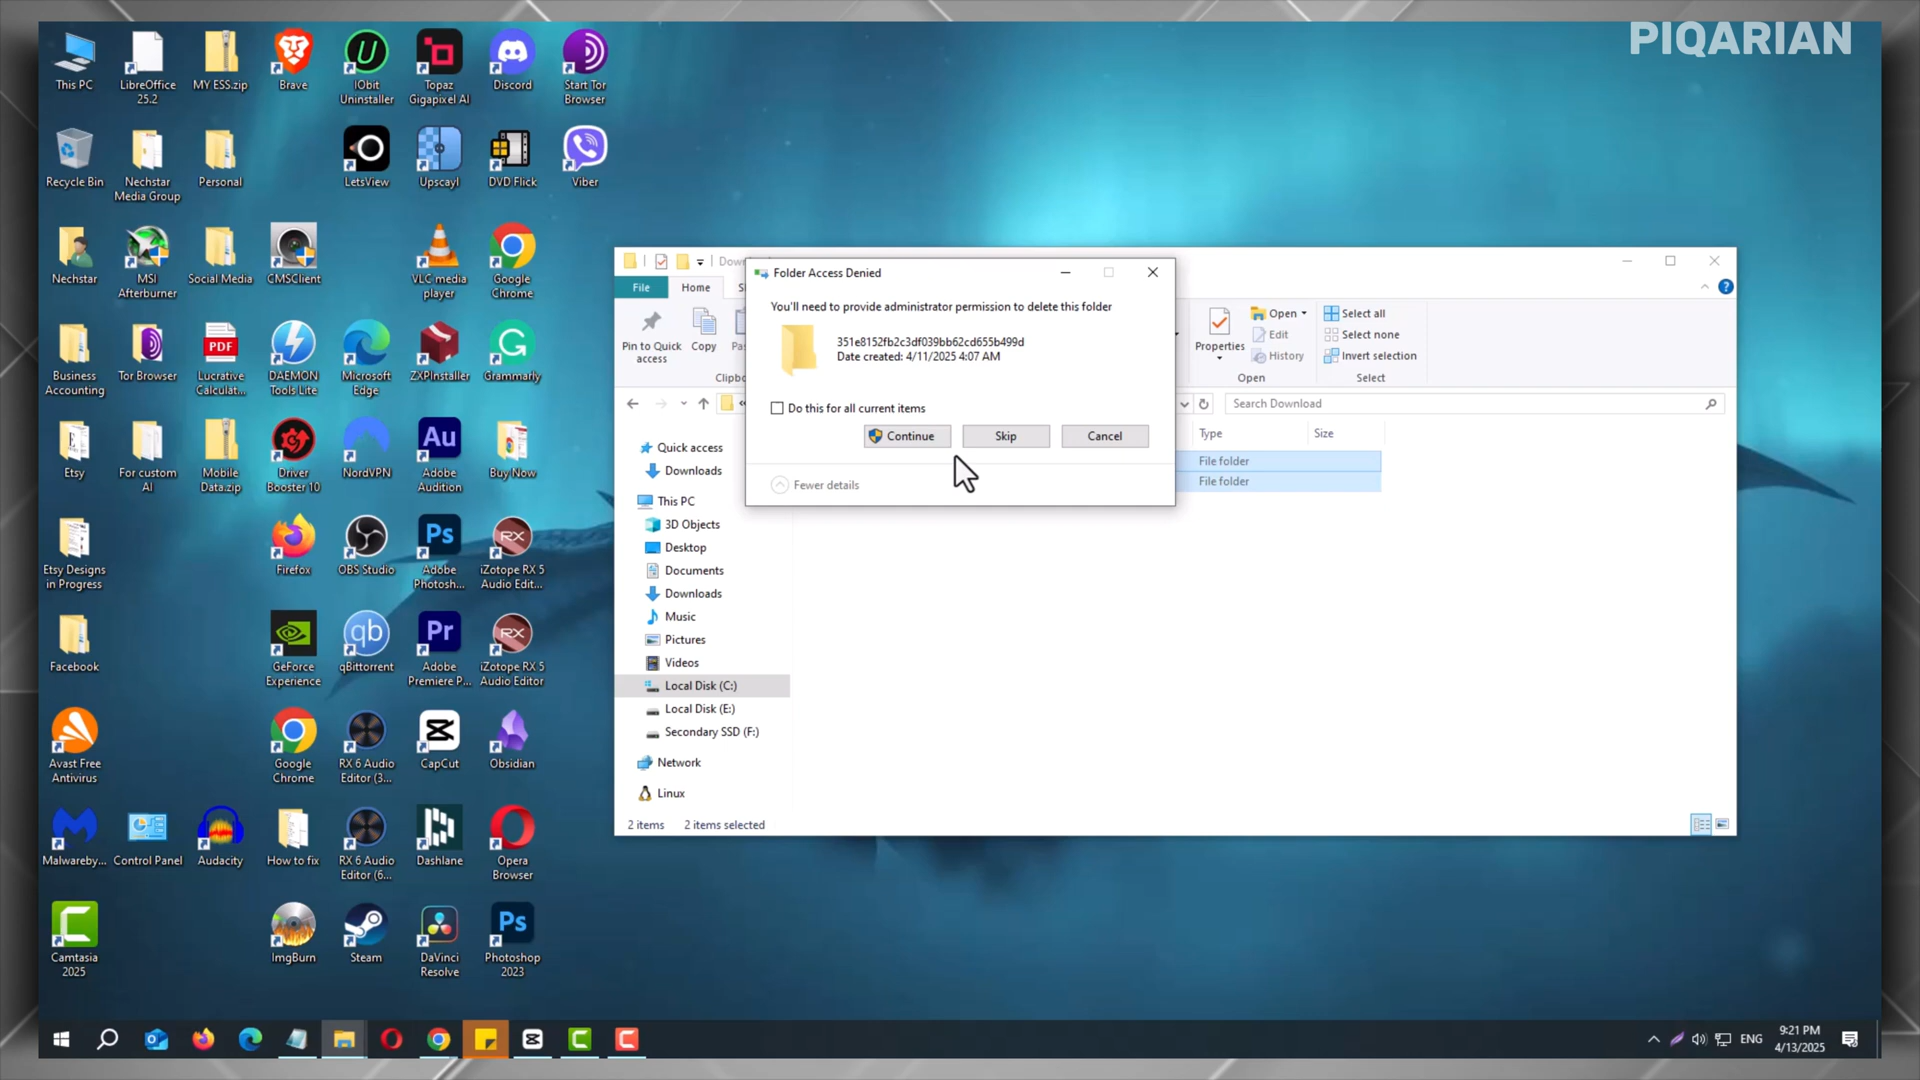 PIQARIAN
This PC
LibreOffice
25.2
MY ESS.zip
Brave
IObit
Uninstaller
Topaz
Gigapixel AI
Discord
Start Tor
Browser
Recycle Bin
Nechstar
Media Group
Personal
LetsView
Upscayl
DVD Flick
Viber
Nechstar
MSI
Afterburner
Social Media
CMSClient
VLC media
player
Google
Chrome
Business
Accounting
Tor Browser
PDF
Lucrative
Calculat...
DAEMON
Tools Lite
Microsoft
Edge
ZXPInstaller
Grammarly
Etsy
For custom
AI
Mobile
Data.zip
Driver
Booster 10
NordVPN
Au
Adobe
Audition
Buy Now
Etsy Designs
in Progress
Firefox
OBS Studio
Ps
Adobe
Photosh...
RX
iZotope RX 5
Audio Edit...
Facebook
GeForce
Experience
qb
qBittorrent
Pr
Adobe
Premiere P...
RX
iZotope RX 5
Audio Editor
Avast Free
Antivirus
Google
Chrome
RX 6 Audio
Editor (3...
CapCut
Obsidian
Malwareby...
Control Panel
Audacity
How to fix
RX 6 Audio
Editor (6...
Dashlane
Opera
Browser
Camtasia
2025
ImgBurn
Steam
DaVinci
Resolve
Ps
Photoshop
2023
Folder Access Denied
You'll need to provide administrator permission to delete this folder
351e8152fb2c3df039bb62cd655b499d
Date created: 4/11/2025 4:07 AM
Do this for all current items
Continue
Skip
Cancel
Fewer details
File
Home
Pin to Quick
access
Copy
Properties
Open
Edit
History
Open
Select all
Select none
Invert selection
Select
Search Download
Type
Size
File folder
File folder
Quick access
Downloads
This PC
3D Objects
Desktop
Documents
Downloads
Music
Pictures
Videos
Local Disk (C:)
Local Disk (E:)
Secondary SSD (F:)
Network
Linux
2 items
2 items selected
ENG
9:21 PM
4/13/2025